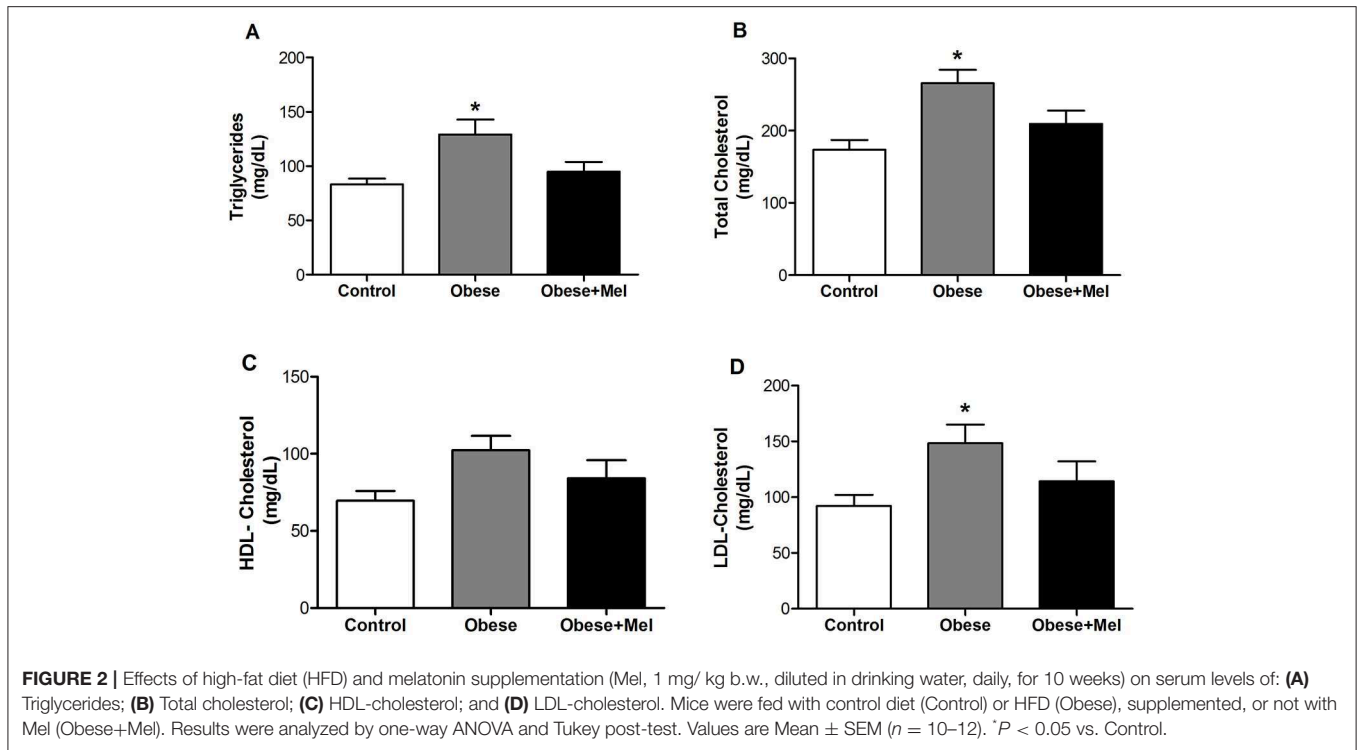 A
200
150
100
50
0
Triglycerides
(mg/dL)
*
Control Obese Obese+Mel
B
300
200
100
0
Total Cholesterol
(mg/dL)
*
Control Obese Obese+Mel
C
150
100
50
0
HDL- Cholesterol
(mg/dL)
Control Obese Obese+Mel
D
200
150
100
50
0
LDL-Cholesterol
(mg/dL)
*
Control Obese Obese+Mel
FIGURE 2 | Effects of high-fat diet (HFD) and melatonin supplementation (Mel, 1 mg/ kg b.w., diluted in drinking water, daily, for 10 weeks) on serum levels of: (A)
Triglycerides; (B) Total cholesterol; (C) HDL-cholesterol; and (D) LDL-cholesterol. Mice were fed with control diet (Control) or HFD (Obese), supplemented, or not with
Mel (Obese+Mel). Results were analyzed by one-way ANOVA and Tukey post-test. Values are Mean ± SEM (n = 10–12). *P < 0.05 vs. Control.